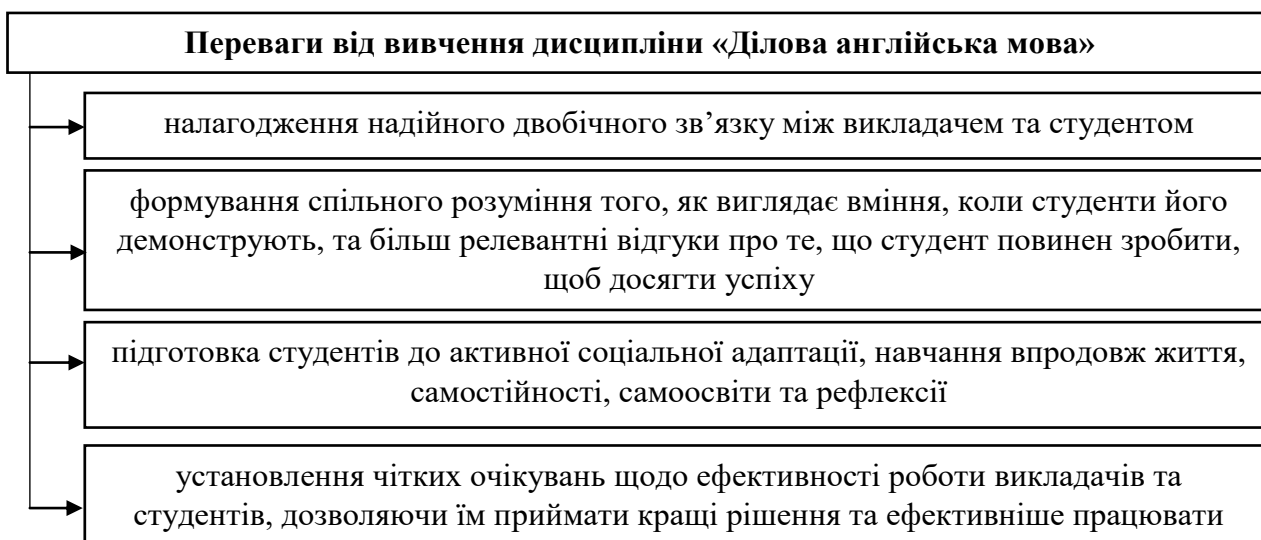 Переваги від вивчення дисципліни «Ділова англійська мова»
налагодження надійного двобічного зв’язку між викладачем та студентом
формування спільного розуміння того, як виглядає вміння, коли студенти його
демонструють, та більш релевантні відгуки про те, що студент повинен зробити,
щоб досягти успіху
підготовка студентів до активної соціальної адаптації, навчання впродовж життя,
самостійності, самоосвіти та рефлексії
установлення чітких очікувань щодо ефективності роботи викладачів та
студентів, дозволяючи їм приймати кращі рішення та ефективніше працювати